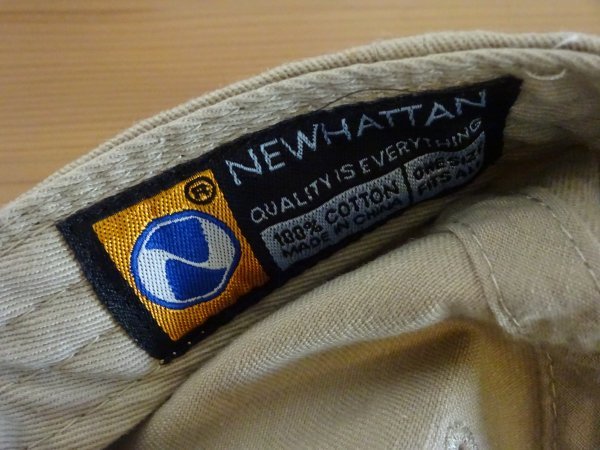 ®
NEWHATTAN
QUALITY IS EVERYTHING
100% COTTON
MADE IN CHINA
ONE SIZE
FITS ALL